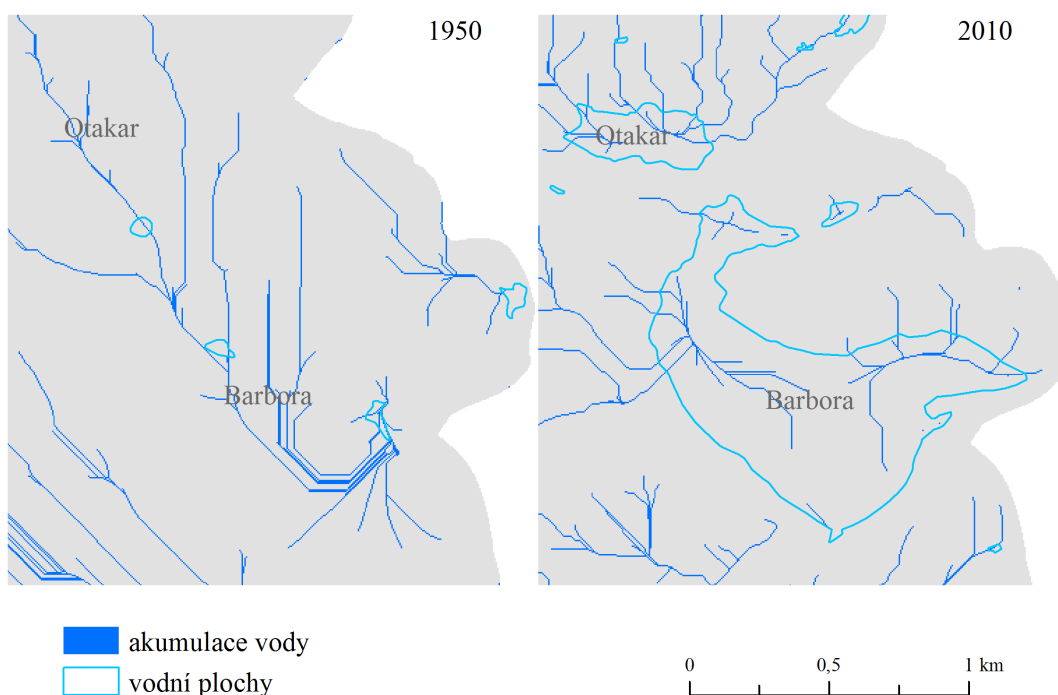 1950
2010
Otakar
Otakar
Barbora
Barbora
akumulace vody
vodní plochy
0
0,5
1 km